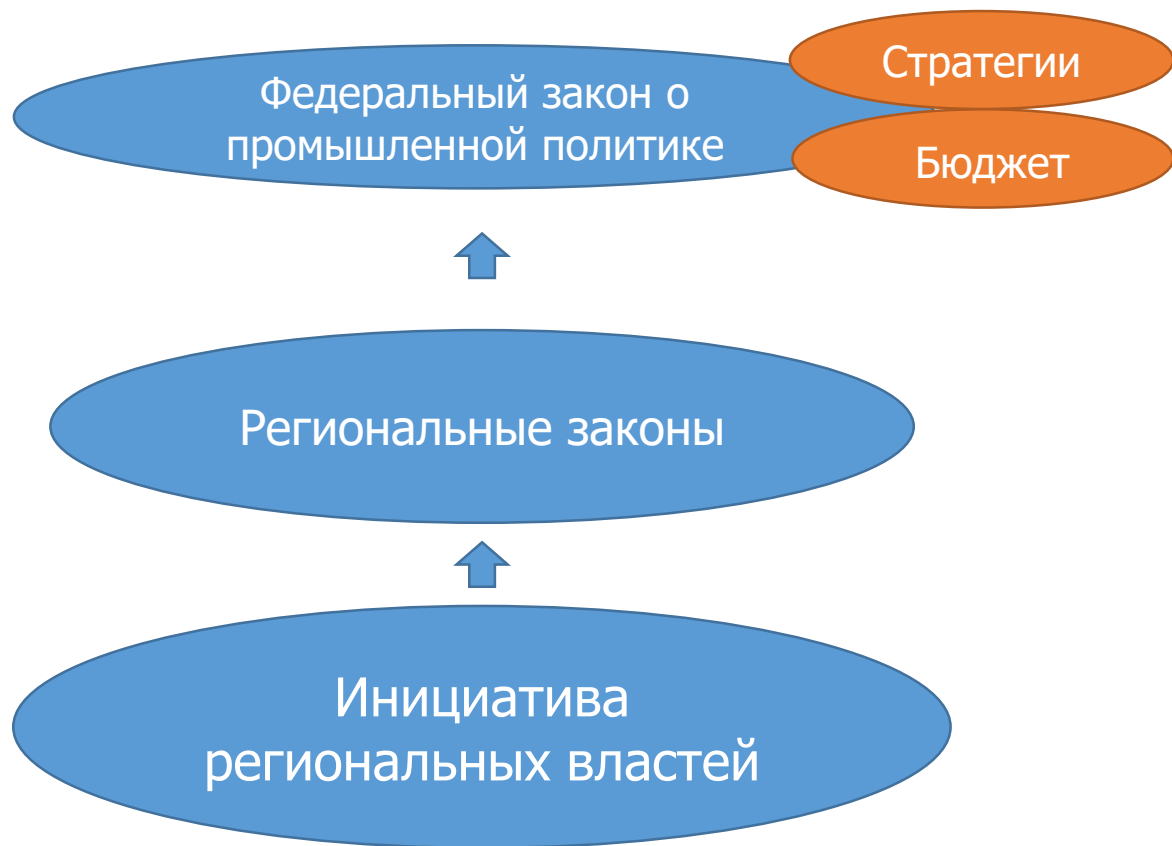 Федеральный закон о
промышленной политике
Стратегии
Бюджет
Региональные законы
Инициатива
региональных властей